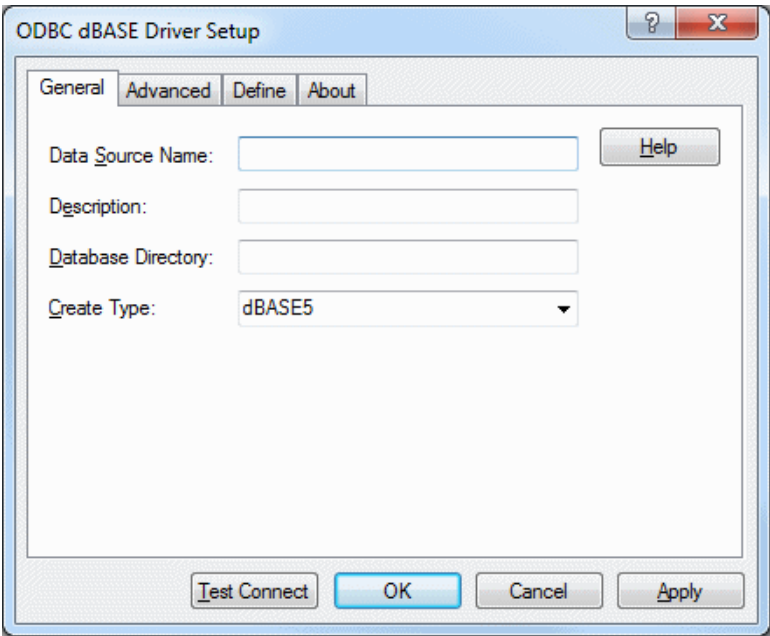 ODBC dBASE Driver Setup
?
X
General Advanced Define About
Data Source Name:
Help
Description:
Database Directory:
Create Type: dBASE5
Test Connect OK Cancel Apply